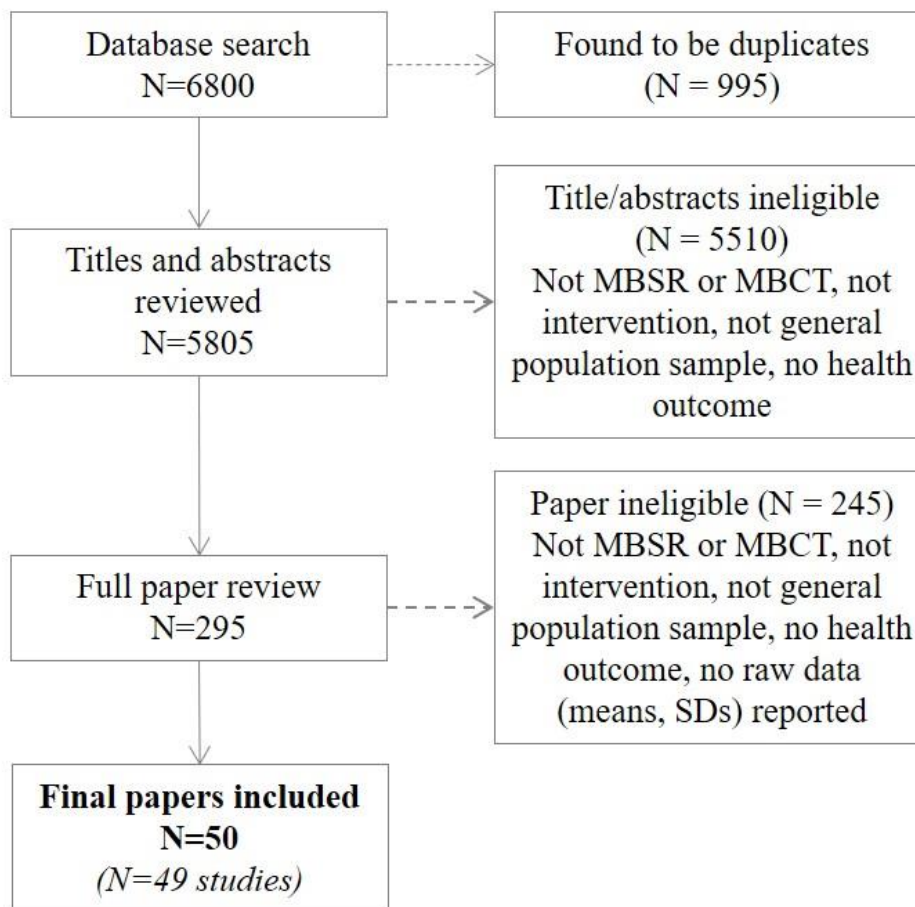 Database search
N=6800
Found to be duplicates
(N = 995)
Titles and abstracts
reviewed
N=5805
Title/abstracts ineligible
(N = 5510)
Not MBSR or MBCT, not
intervention, not general
population sample, no health
outcome
Full paper review
N=295
Paper ineligible (N = 245)
Not MBSR or MBCT, not
intervention, not general
population sample, no health
outcome, no raw data
(means, SDs) reported
Final papers included
N=50
(N=49 studies)